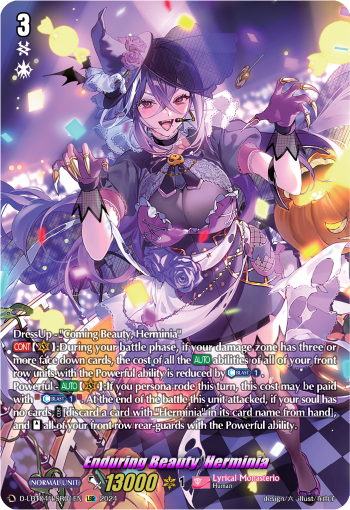 3
DressUp -"Coming Beauty, Herminia"
CONT【 】:During your battle phase, if your damage zone has three or
more face down cards, the cost of all the AUTO abilities of all of your front
row units with the Powerful ability is reduced by BLAST 1.
Powerful - AUTO【 】:If you persona rode this turn, this cost may be paid
with " BLAST 1". At the end of the battle this unit attacked, if your soul has
no cards, [discard a card with "Herminia" in its card name from hand],
and all of your front row rear-guards with the Powerful ability.
Enduring Beauty, Herminia
NORMAL UNIT 13000 1 Lyrical Monasterio
Human
2024 design/六 illust/